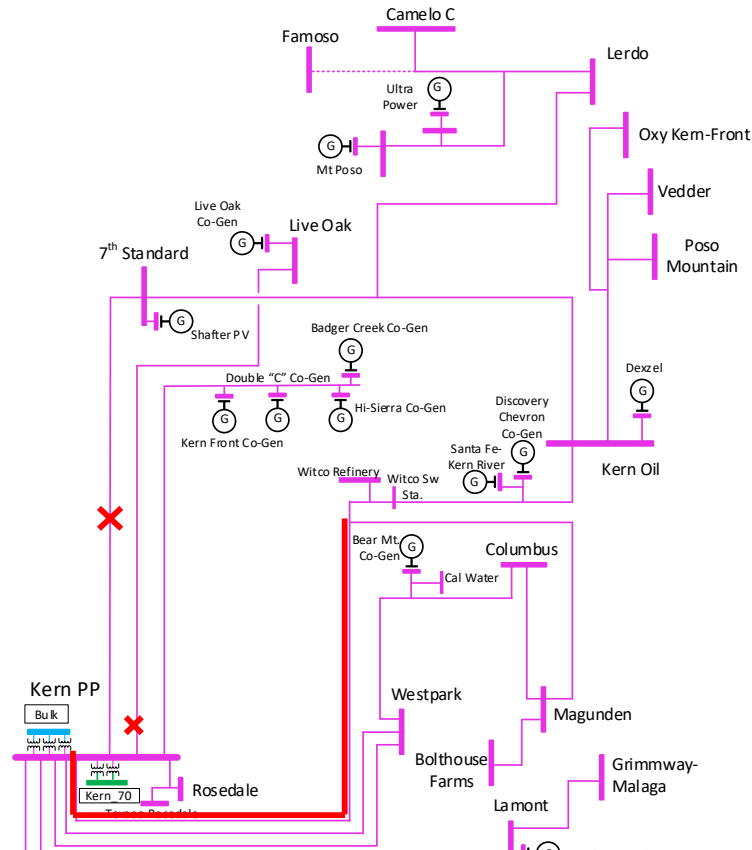 Camelo C
Famoso
Lerdo
Ultra
Power
G
Oxy Kern-Front
G
Mt Poso
Vedder
Live Oak
Co-Gen
Live Oak
G
7th Standard
Poso
Mountain
G
Shafter PV
Badger Creek Co-Gen
G
Double "C" Co-Gen
Dexzel
G
Discovery
Chevron
Co-Gen
Hi-Sierra Co-Gen
G
G
G
Kern Front Co-Gen
Santa Fe-
Kern River
G
G
Kern Oil
Witco Refinery
Witco Sw
Sta.
Bear Mt.
Co-Gen
G
Columbus
Cal Water
Kern PP
Bulk
Westpark
Magunden
Bolthouse
Farms
Grimmway-
Malaga
Kern_70
Rosedale
Lamont